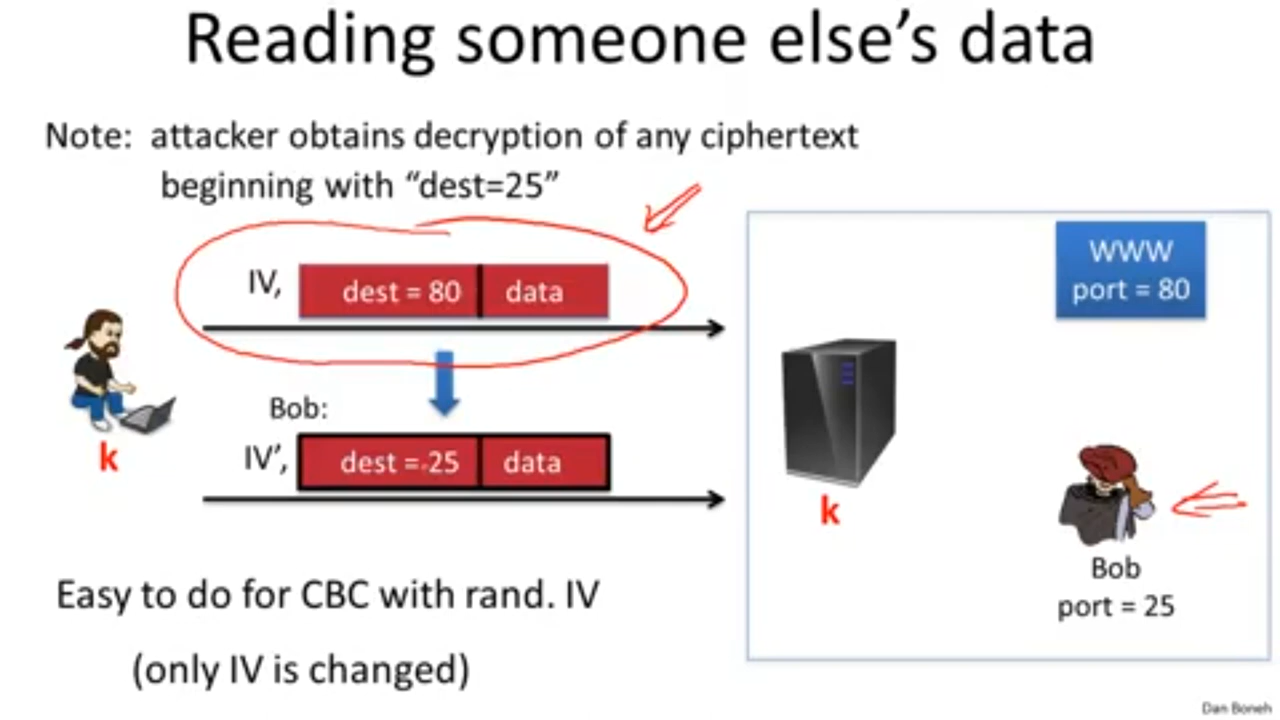 Reading someone else's data
Note: attacker obtains decryption of any ciphertext
beginning with “dest=25”
IV,
dest = 80
data
Bob:
IV’,
dest = 25
data
k
WWW
port = 80
k
Bob
port = 25
Easy to do for CBC with rand. IV
(only IV is changed)
Dan Boneh